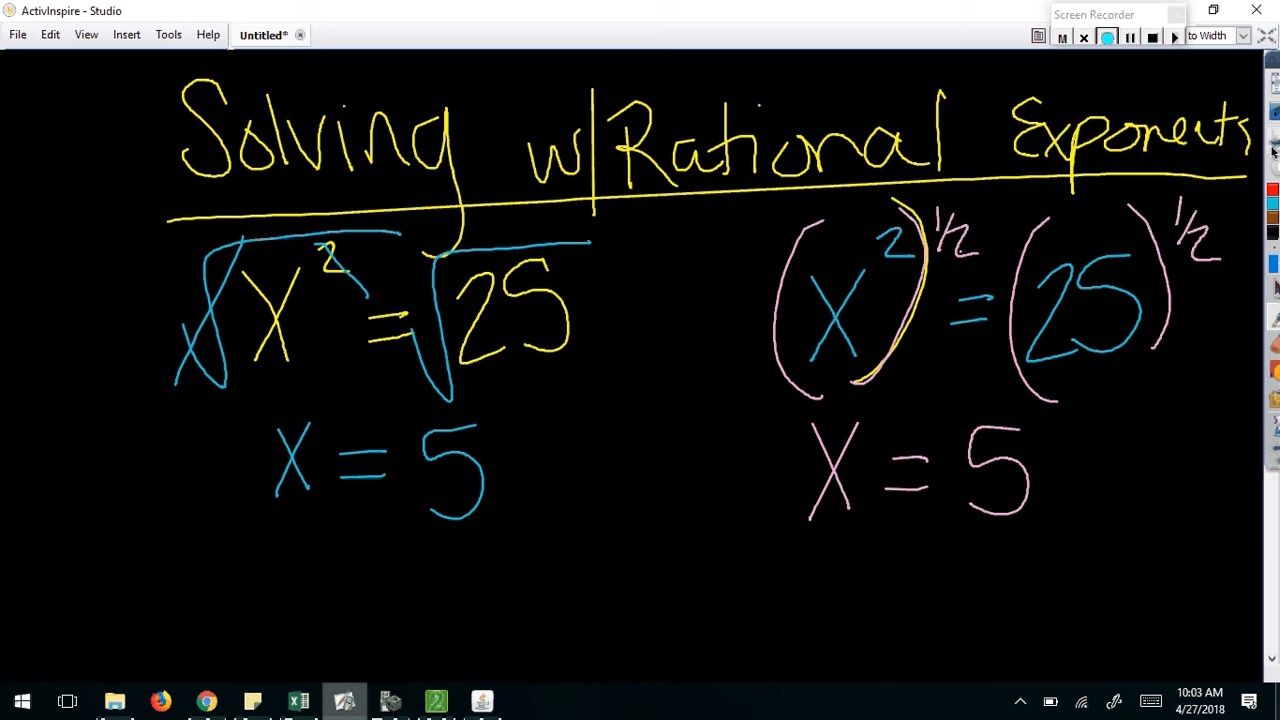 ActivInspire - Studio
Screen Recorder
File Edit View Insert Tools Help Untitled*
to Width
Solving w/ Rational Exponents
√x² = √25
(x²)^1/2 = (25)^1/2
x = 5
x = 5
10:03 AM
4/27/2018